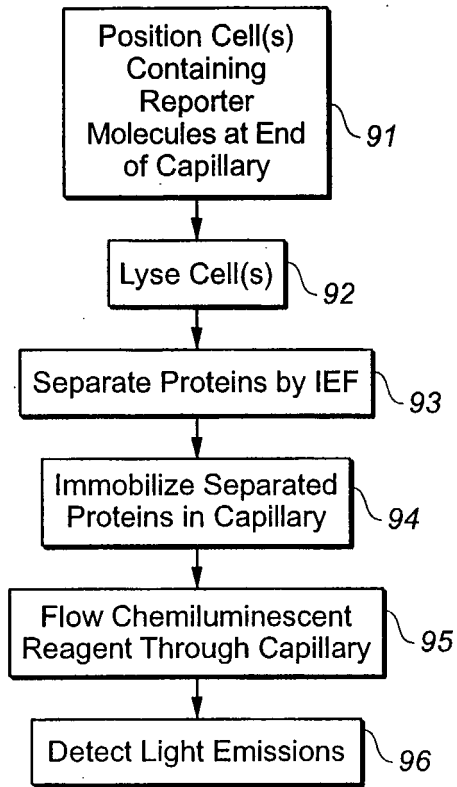 Position Cell(s)
Containing
Reporter
Molecules at End
of Capillary
91
Lyse Cell(s)
92
Separate Proteins by IEF
93
Immobilize Separated
Proteins in Capillary
94
Flow Chemiluminescent
Reagent Through Capillary
95
Detect Light Emissions
96